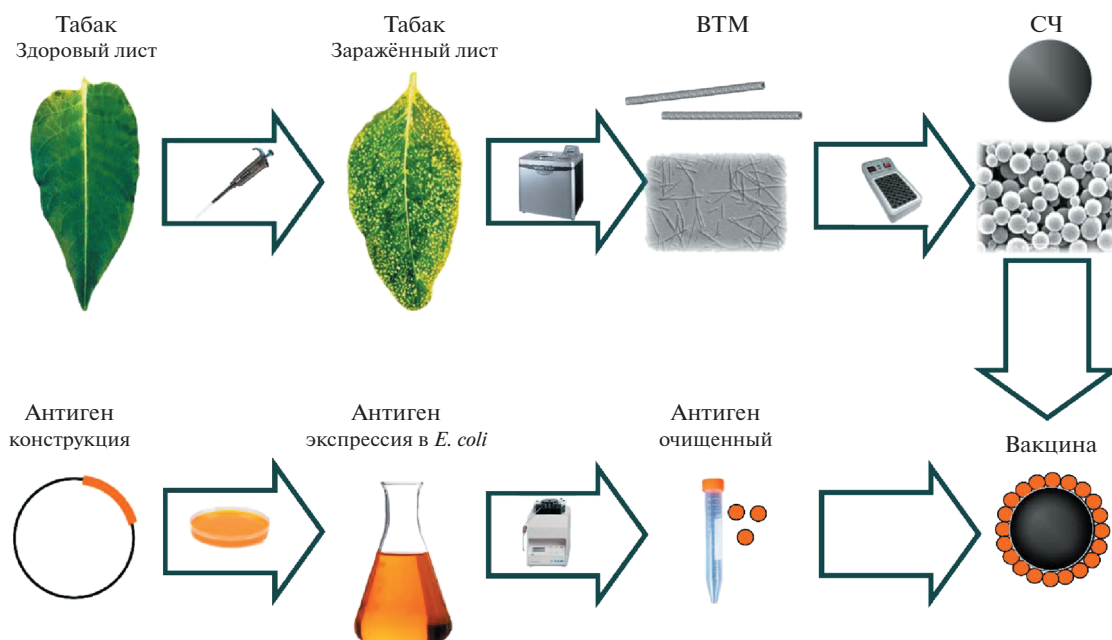 Табак
Здоровый лист
Табак
Заражённый лист
ВТМ
СЧ
Антиген
конструкция
Антиген
экспрессия в E. coli
Антиген
очищенный
Вакцина